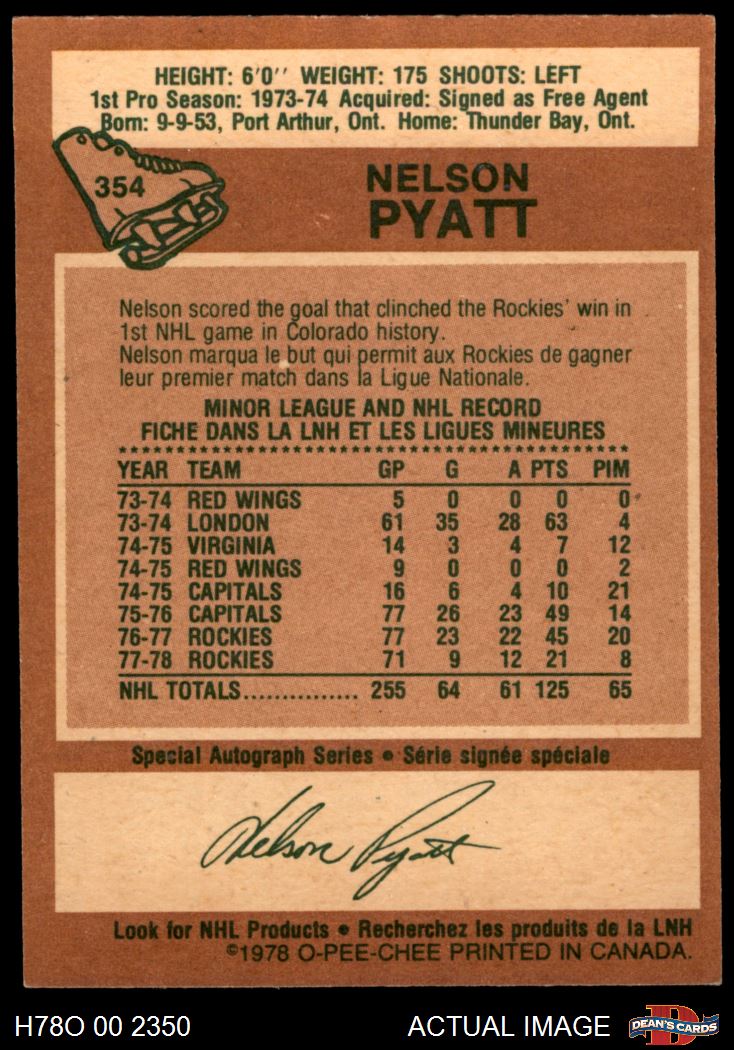 HEIGHT: 6'0'' WEIGHT: 175 SHOOTS: LEFT
1st Pro Season: 1973-74 Acquired: Signed as Free Agent
Born: 9-9-53, Port Arthur, Ont. Home: Thunder Bay, Ont.
354
NELSON
PYATT
Nelson scored the goal that clinched the Rockies' win in
1st NHL game in Colorado history.
Nelson marqua le but qui permit aux Rockies de gagner
leur premier match dans la Ligue Nationale.
MINOR LEAGUE AND NHL RECORD
FICHE DANS LA LNH ET LES LIGUES MINEURES
YEAR TEAM GP G A PTS PIM
73-74 RED WINGS 5 0 0 0 0
73-74 LONDON 61 35 28 63 4
74-75 VIRGINIA 14 3 4 7 12
74-75 RED WINGS 9 0 0 0 2
74-75 CAPITALS 16 6 4 10 21
75-76 CAPITALS 77 26 23 49 14
76-77 ROCKIES 77 23 22 45 20
77-78 ROCKIES 71 9 12 21 8
NHL TOTALS............... 255 64 61 125 65
Special Autograph Series • Série signée spéciale
Nelson Pyatt
Look for NHL Products • Recherchez les produits de la LNH
©1978 O-PEE-CHEE PRINTED IN CANADA.
H78O 00 2350 ACTUAL IMAGE D DEAN'S CARDS